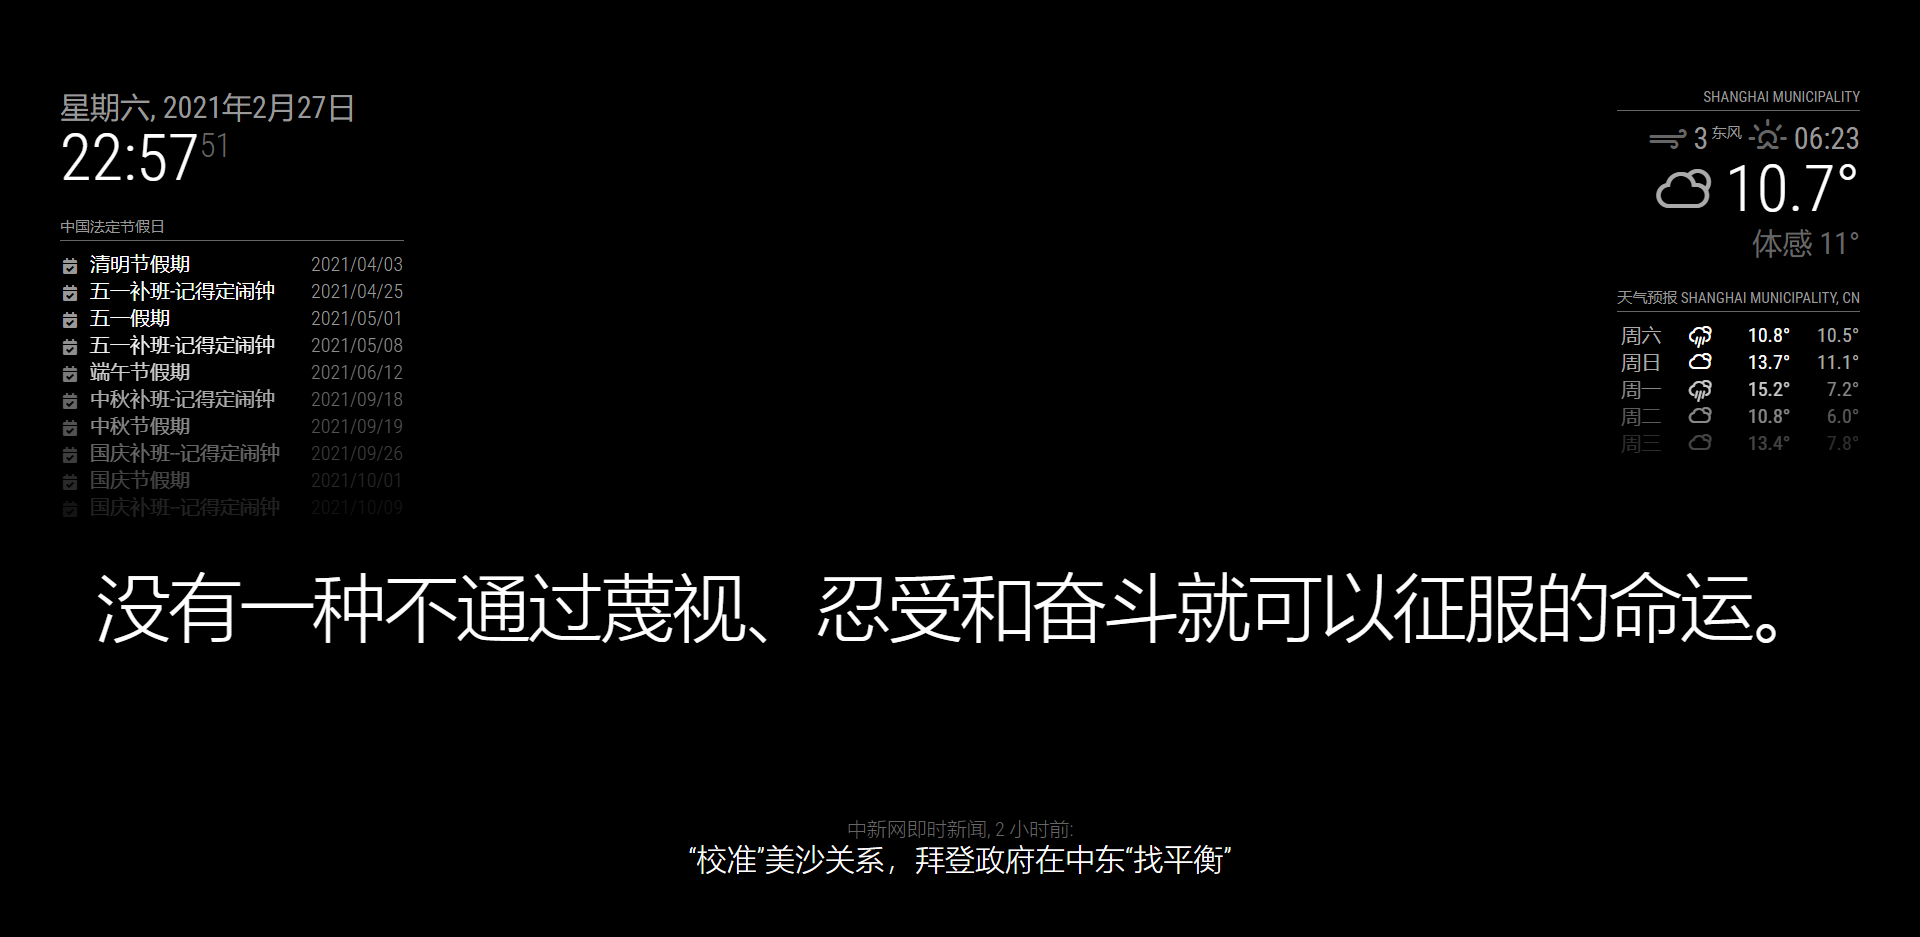 星期六, 2021年2月27日
22:57 51
中国法定节假日
清明节假期 2021/04/03
五一补班-记得定闹钟 2021/04/25
五一假期 2021/05/01
五一补班-记得定闹钟 2021/05/08
端午节假期 2021/06/12
中秋补班-记得定闹钟 2021/09/18
中秋节假期 2021/09/19
国庆补班--记得定闹钟 2021/09/26
国庆节假期 2021/10/01
国庆补班--记得定闹钟 2021/10/09
SHANGHAI MUNICIPALITY
3 东风 06:23
10.7°
体感 11°
天气预报 SHANGHAI MUNICIPALITY, CN
周六 10.8° 10.5°
周日 13.7° 11.1°
周一 15.2° 7.2°
周二 10.8° 6.0°
周三 13.4° 7.8°
没有一种不通过蔑视、忍受和奋斗就可以征服的命运。
中新网即时新闻, 2 小时前:
“校准”美沙关系，拜登政府在中东“找平衡”